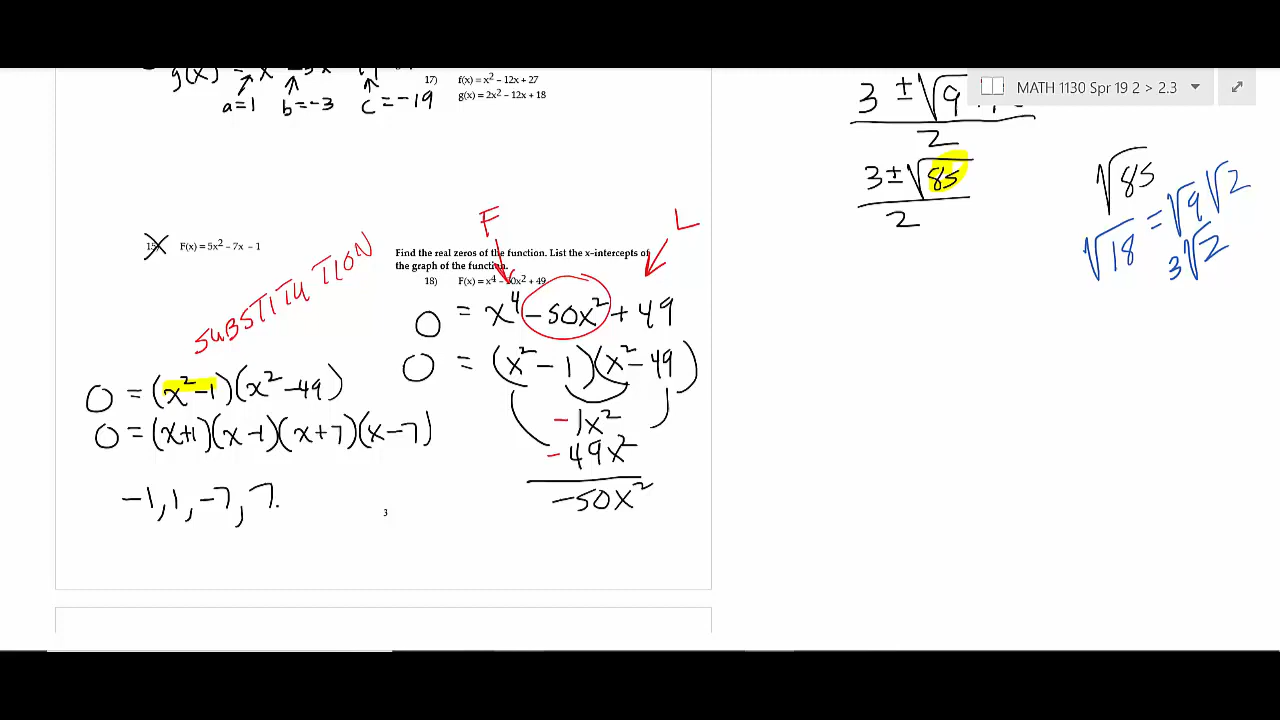 g(x) =
a=1 b=-3 c=-19
17) f(x) = x² - 12x + 27
g(x) = 2x² - 12x + 18
F(x) = 5x² - 7x - 1
SUBSTITUTION
0 = (x²-1)(x²-49)
0 = (x+1)(x-1)(x+7)(x-7)
-1, 1, -7, 7.
F
L
Find the real zeros of the function. List the x-intercepts of
the graph of the function.
18) F(x) = x⁴ - 50x² + 49
0 = x⁴ - 50x² + 49
0 = (x² - 1)(x² - 49)
-1x²
-49x²
-50x²
3
MATH 1130 Spr 19 2 > 2.3
3 ± √9
2
3 ± √85
2
√85
√18 = √9 √2
3√2